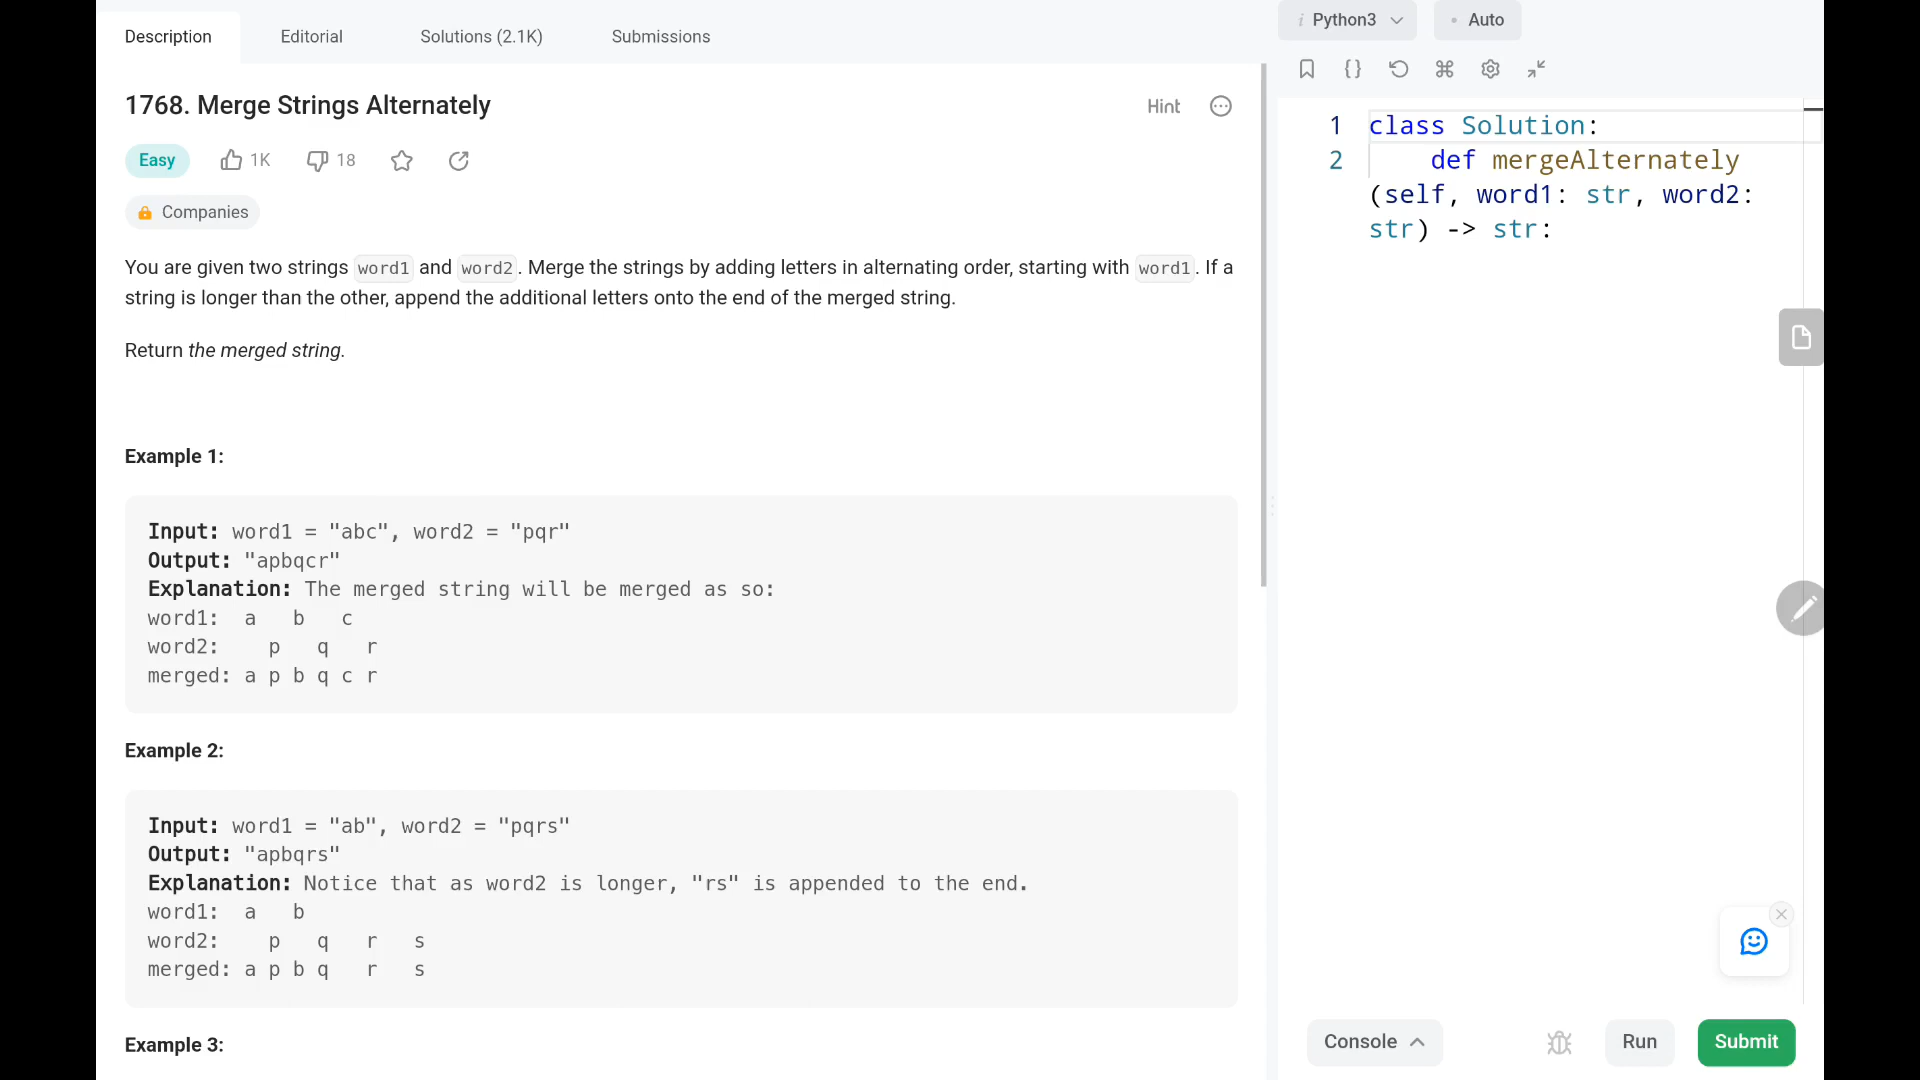 Description Editorial Solutions (2.1K) Submissions
1768. Merge Strings Alternately
Hint
Easy 1K 18
Companies
You are given two strings word1 and word2. Merge the strings by adding letters in alternating order, starting with word1. If a
string is longer than the other, append the additional letters onto the end of the merged string.
Return the merged string.
Example 1:
Input: word1 = "abc", word2 = "pqr"
Output: "apbqcr"
Explanation: The merged string will be merged as so:
word1:  a   b   c
word2:    p   q   r
merged: a p b q c r
Example 2:
Input: word1 = "ab", word2 = "pqrs"
Output: "apbqrs"
Explanation: Notice that as word2 is longer, "rs" is appended to the end.
word1:  a   b
word2:    p   q   r   s
merged: a p b q   r   s
Example 3:
i Python3 Auto
{}
1 class Solution:
2     def mergeAlternately
(self, word1: str, word2:
str) -> str:
Console Run Submit